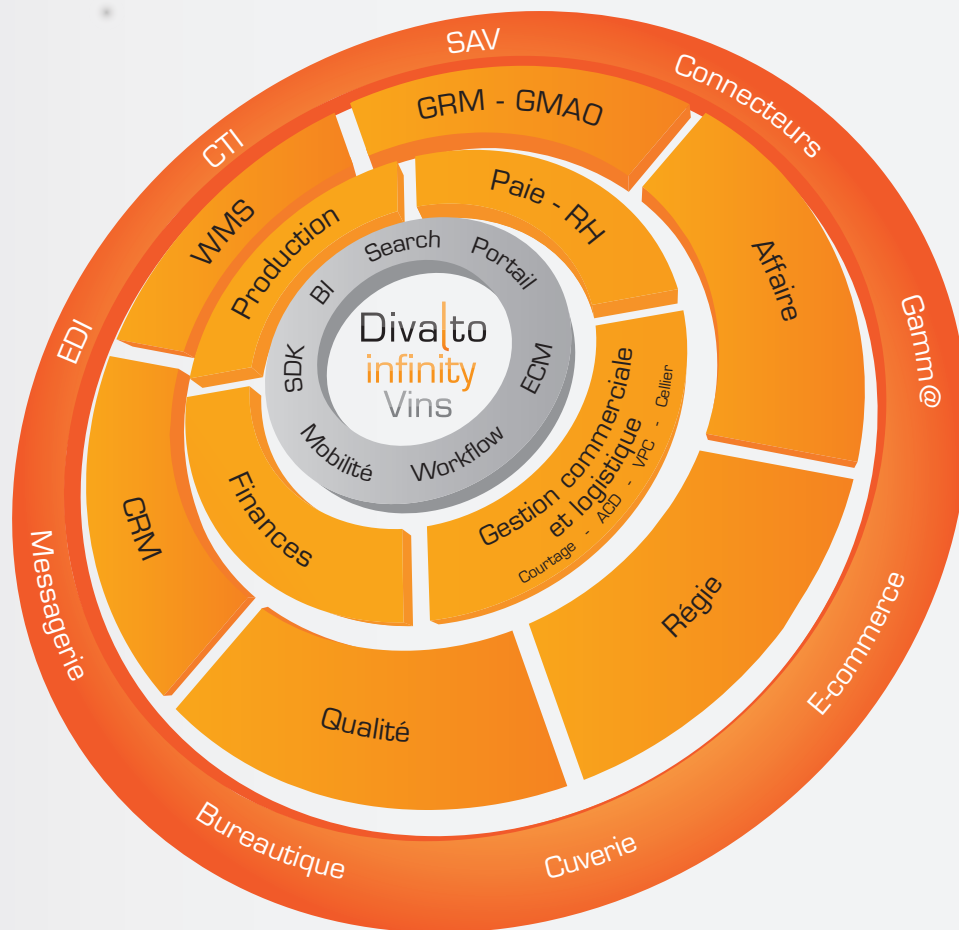 SAV
Connecteurs
Gamm@
E-commerce
Cuverie
Bureautique
Messagerie
EDI
CTI
GRM - GMAO
Affaire
Régie
Qualité
CRM
WMS
Production
Paie - RH
Gestion commerciale
et logistique
Courtage - ACD - VPC - Cellier
Finances
Search
Portail
ECM
Workflow
Mobilité
SDK
BI
Divalto
infinity
Vins